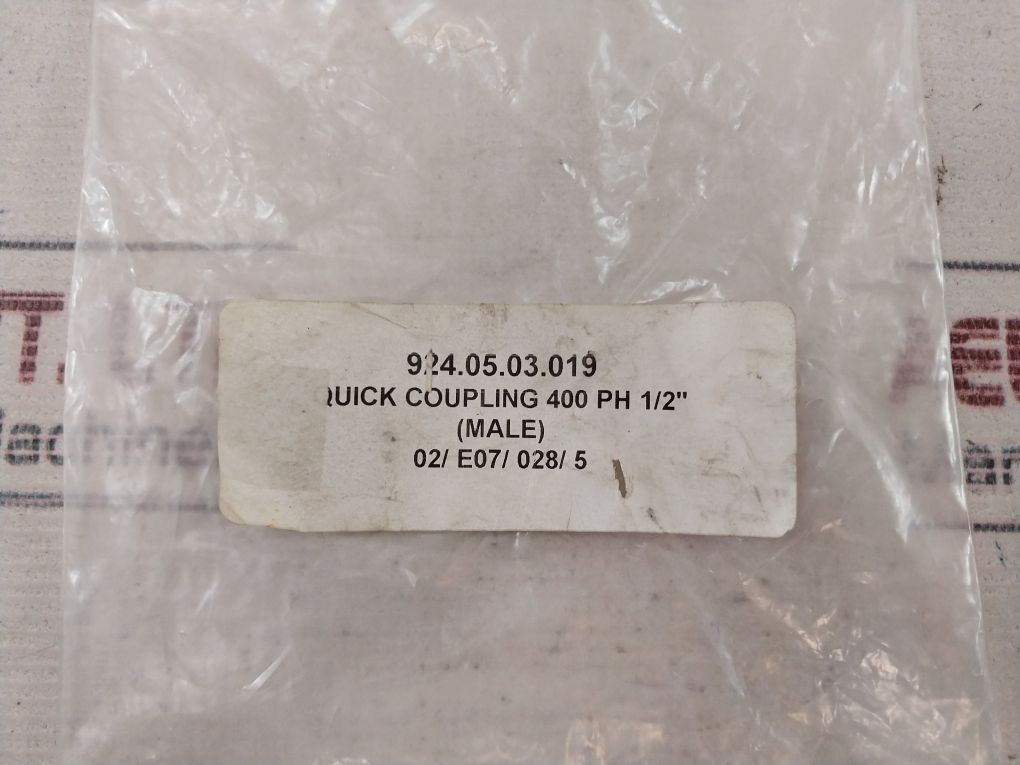 924.05.03.019
QUICK COUPLING 400 PH 1/2"
(MALE)
02/ E07/ 028/ 5